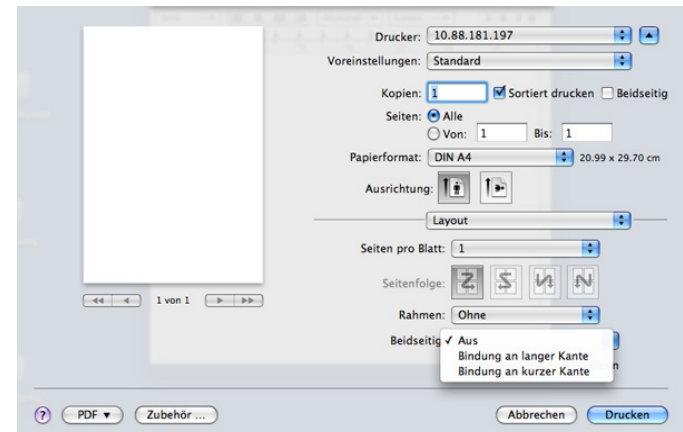 Drucker: 10.88.181.197
Voreinstellungen: Standard
Kopien: 1 Sortiert drucken Beidseitig
Seiten: Alle
Von: 1 Bis: 1
Papierformat: DIN A4 20.99 x 29.70 cm
Ausrichtung:
Layout
Seiten pro Blatt: 1
Seitenfolge:
1 von 1
Rahmen: Ohne
Beidseitig ✓ Aus
Bindung an langer Kante
Bindung an kurzer Kante
? PDF ▼ Zubehör ... Abbrechen Drucken